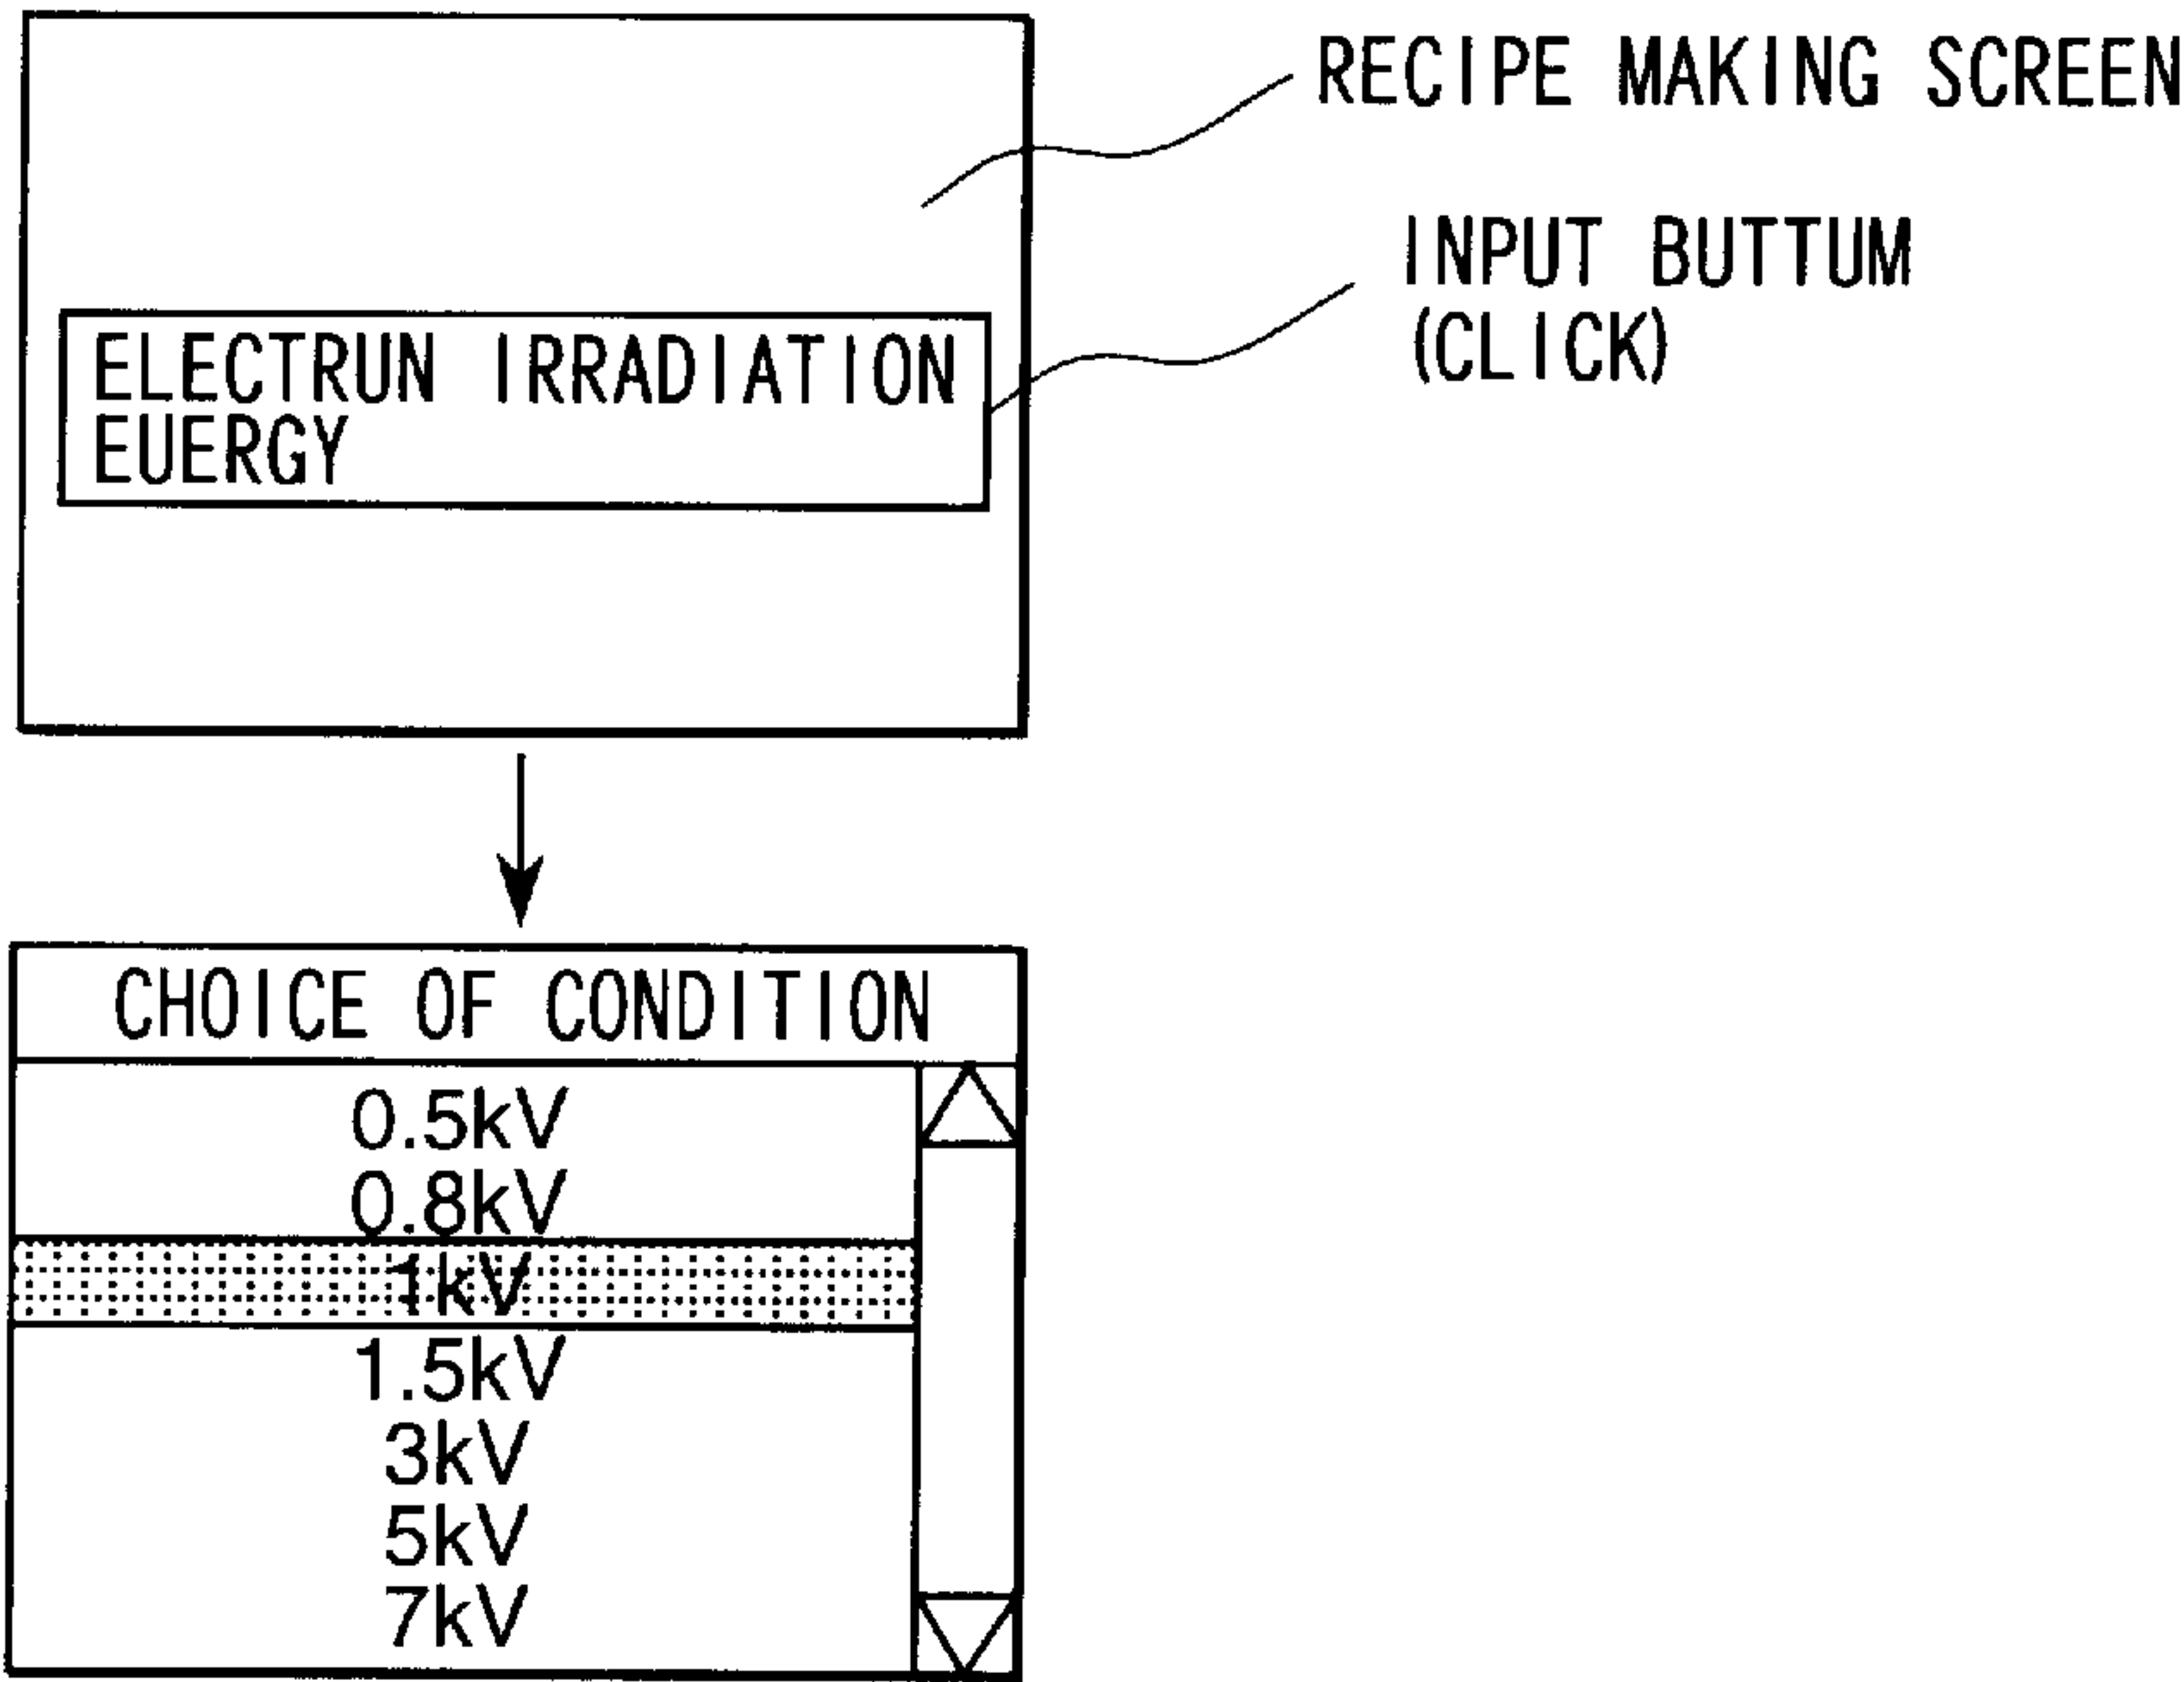 RECIPE MAKING SCREEN
INPUT BUTTUM
(CLICK)
ELECTRUN IRRADIATION
EUERGY
CHOICE OF CONDITION
0.5kV
0.8kV
1kV
1.5kV
3kV
5kV
7kV